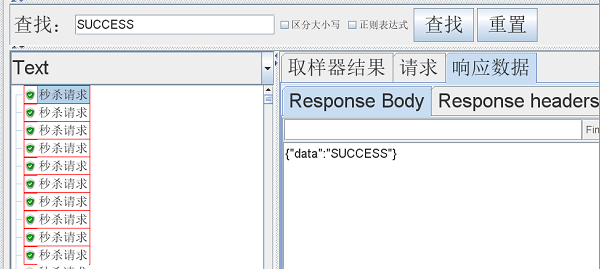 查找： SUCCESS 区分大小写 正则表达式 查找 重置
Text
秒杀请求
秒杀请求
秒杀请求
秒杀请求
秒杀请求
秒杀请求
秒杀请求
秒杀请求
秒杀请求
秒杀请求
取样器结果 请求 响应数据
Response Body Response headers
Fin
{"data":"SUCCESS"}